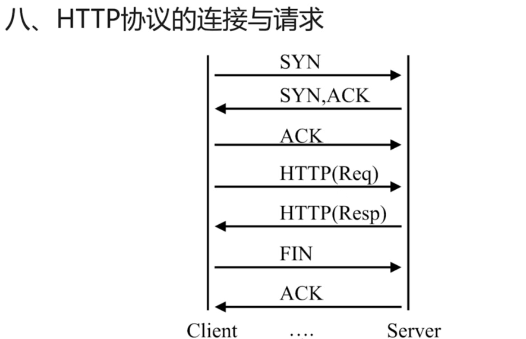 八、HTTP协议的连接与请求
SYN
SYN,ACK
ACK
HTTP(Req)
HTTP(Resp)
FIN
ACK
Client .... Server